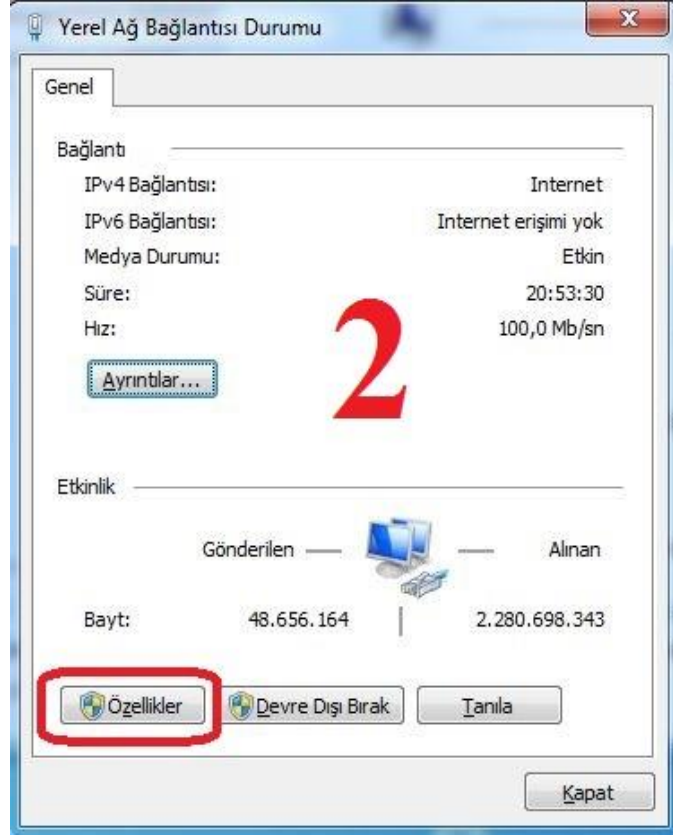 Yerel Ağ Bağlantısı Durumu
Genel
Bağlantı
IPv4 Bağlantısı: Internet
IPv6 Bağlantısı: Internet erişimi yok
Medya Durumu: Etkin
Süre: 20:53:30
Hız: 100,0 Mb/sn
2
Ayrıntılar...
Etkinlik
Gönderilen Alınan
Bayt: 48.656.164 2.280.698.343
Özellikler Devre Dışı Bırak Tanıla
Kapat